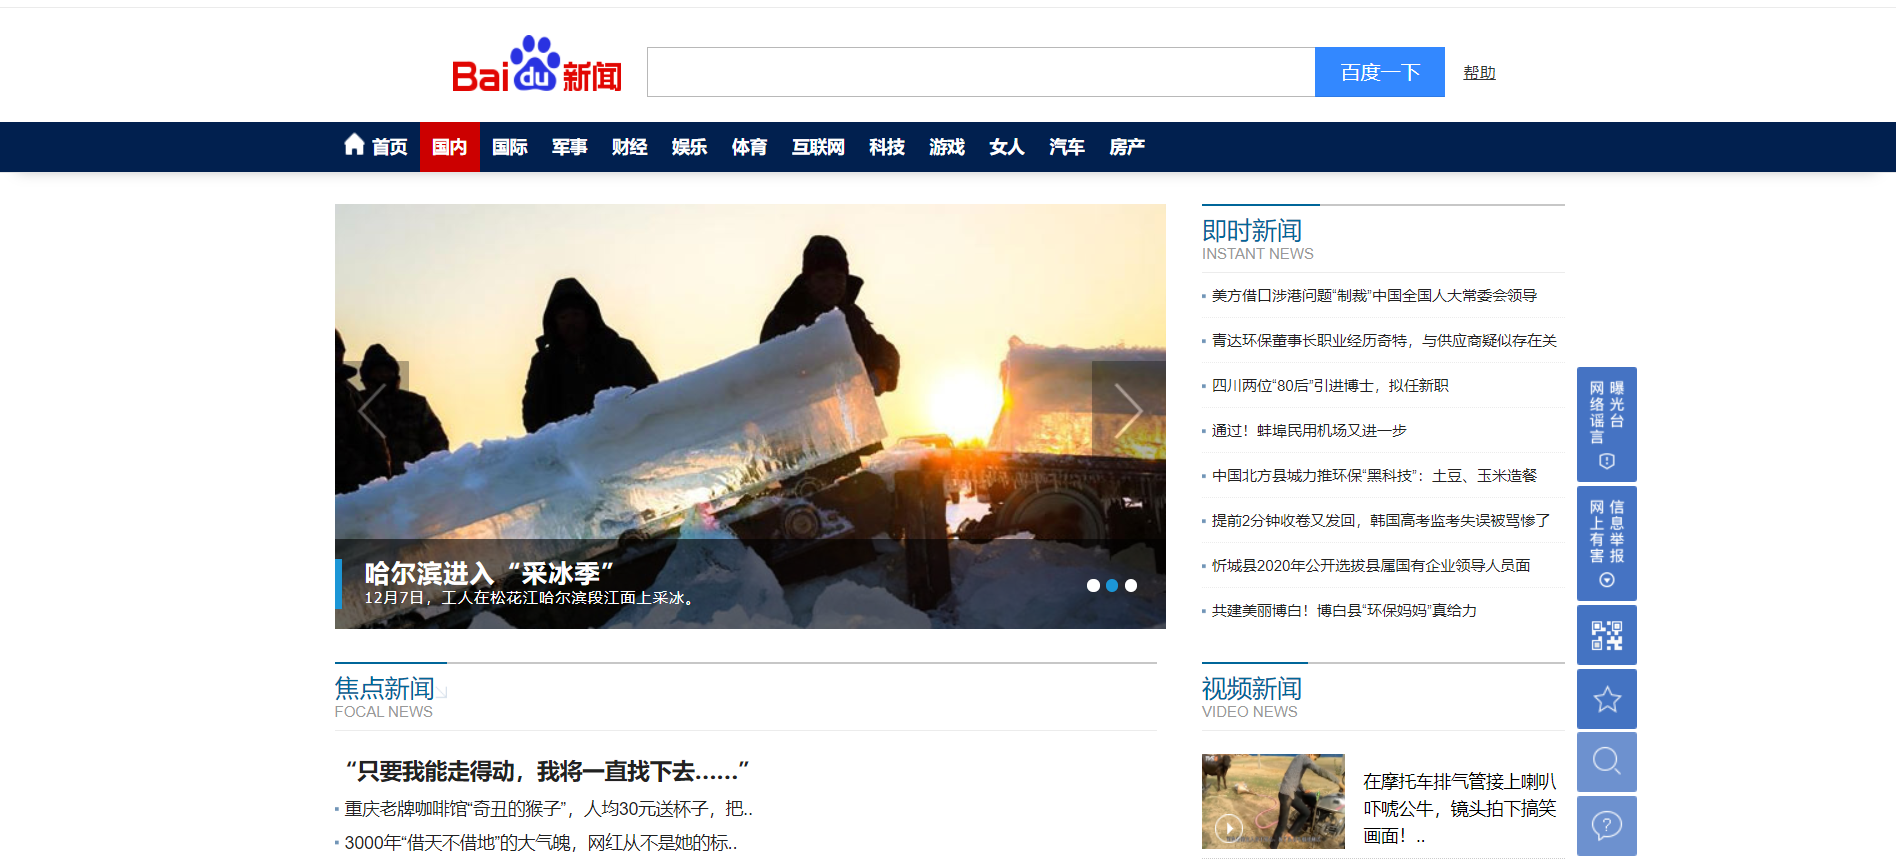 Baidu新闻
百度一下
帮助
首页 国内 国际 军事 财经 娱乐 体育 互联网 科技 游戏 女人 汽车 房产
哈尔滨进入“采冰季”
12月7日，工人在松花江哈尔滨段江面上采冰。
即时新闻
INSTANT NEWS
美方借口涉港问题“制裁”中国全国人大常委会领导
青达环保董事长职业经历奇特，与供应商疑似存在关
四川两位“80后”引进博士，拟任新职
通过！蚌埠民用机场又进一步
中国北方县城力推环保“黑科技”：土豆、玉米造餐
提前2分钟收卷又发回，韩国高考监考失误被骂惨了
忻城县2020年公开选拔县属国有企业领导人员面
共建美丽博白！博白县“环保妈妈”真给力
网络谣言
曝光台
网上有害
信息举报
焦点新闻
FOCAL NEWS
“只要我能走得动，我将一直找下去……”
重庆老牌咖啡馆“奇丑的猴子”，人均30元送杯子，把..
3000年“借天不借地”的大气魄，网红从不是她的标..
视频新闻
VIDEO NEWS
在摩托车排气管接上喇叭
吓唬公牛，镜头拍下搞笑
画面！..